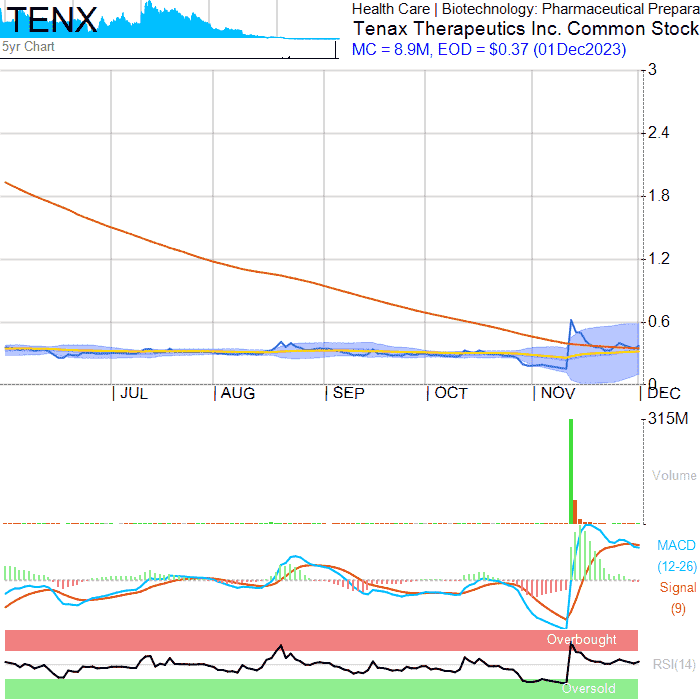 TENX
5yr Chart
Health Care | Biotechnology: Pharmaceutical Prepara
Tenax Therapeutics Inc. Common Stock
MC = 8.9M, EOD = $0.37 (01Dec2023)
3
2.4
1.8
1.2
0.6
0
JUL AUG SEP OCT NOV DEC
315M
Volume
MACD
(12-26)
Signal
(9)
Overbought
RSI(14)
Oversold